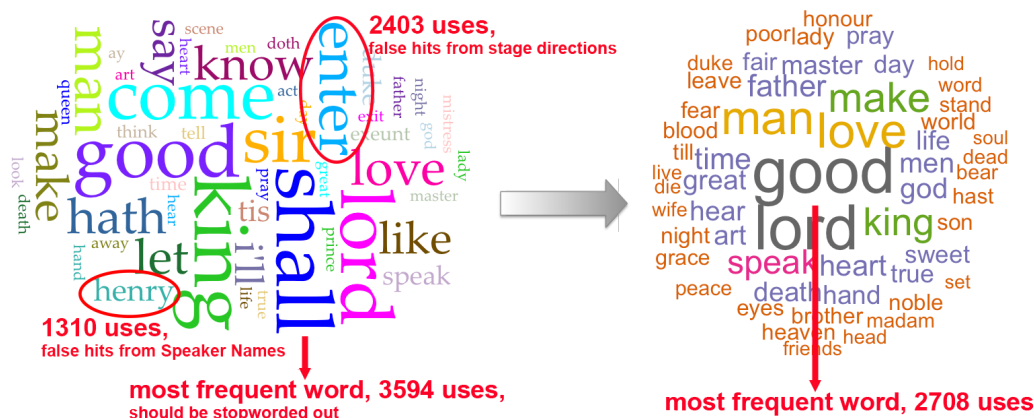 2403 uses,
false hits from stage directions
scene
ay
men
doth
say
heart
man
art
know
act
enter
duke
come
father
night
god
mistress
exit
exeunt
queen
think
tell
die
make
good
sir
great
love
lady
look
death
time
hear
pray
king
tis
shall
lord
master
hath
i'll
prince
like
away
let
speak
hand
henry
life
true
1310 uses,
false hits from Speaker Names
most frequent word, 3594 uses,
should be stopworded out
honour
poor lady pray
duke fair master day hold
leave father word
fear man make stand
blood love world
till time good life soul
live great men dead
die god bear
wife hear lord king hast
night art son
grace speak heart sweet
true set
peace death hand noble
eyes brother madam
heaven head
friends
most frequent word, 2708 uses